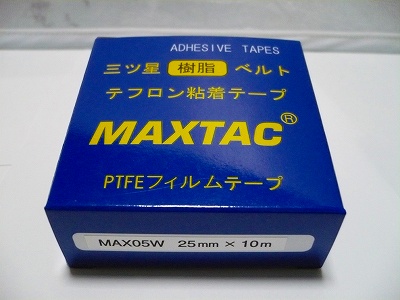 ADHESIVE TAPES
三ツ星 樹脂 ベルト
テフロン粘着テープ
MAXTAC®
PTFEフィルムテープ
MAX05W 25mm × 10m